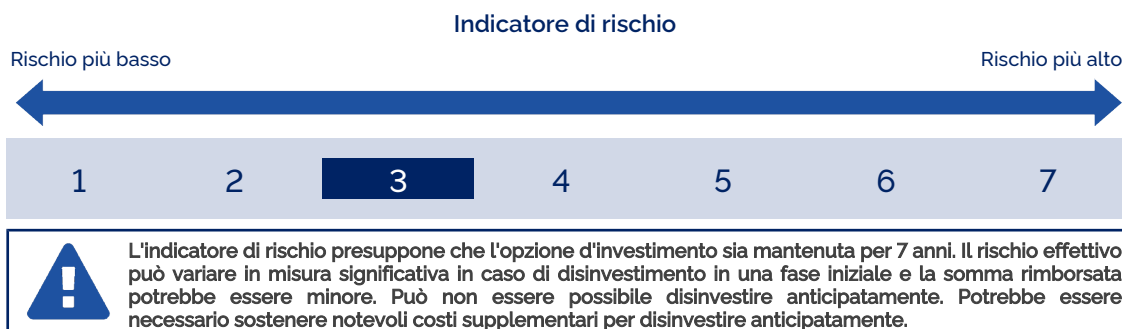 Indicatore di rischio
Rischio più basso
Rischio più alto
1 2 3 4 5 6 7
L'indicatore di rischio presuppone che l'opzione d'investimento sia mantenuta per 7 anni. Il rischio effettivo
può variare in misura significativa in caso di disinvestimento in una fase iniziale e la somma rimborsata
potrebbe essere minore. Può non essere possibile disinvestire anticipatamente. Potrebbe essere
necessario sostenere notevoli costi supplementari per disinvestire anticipatamente.